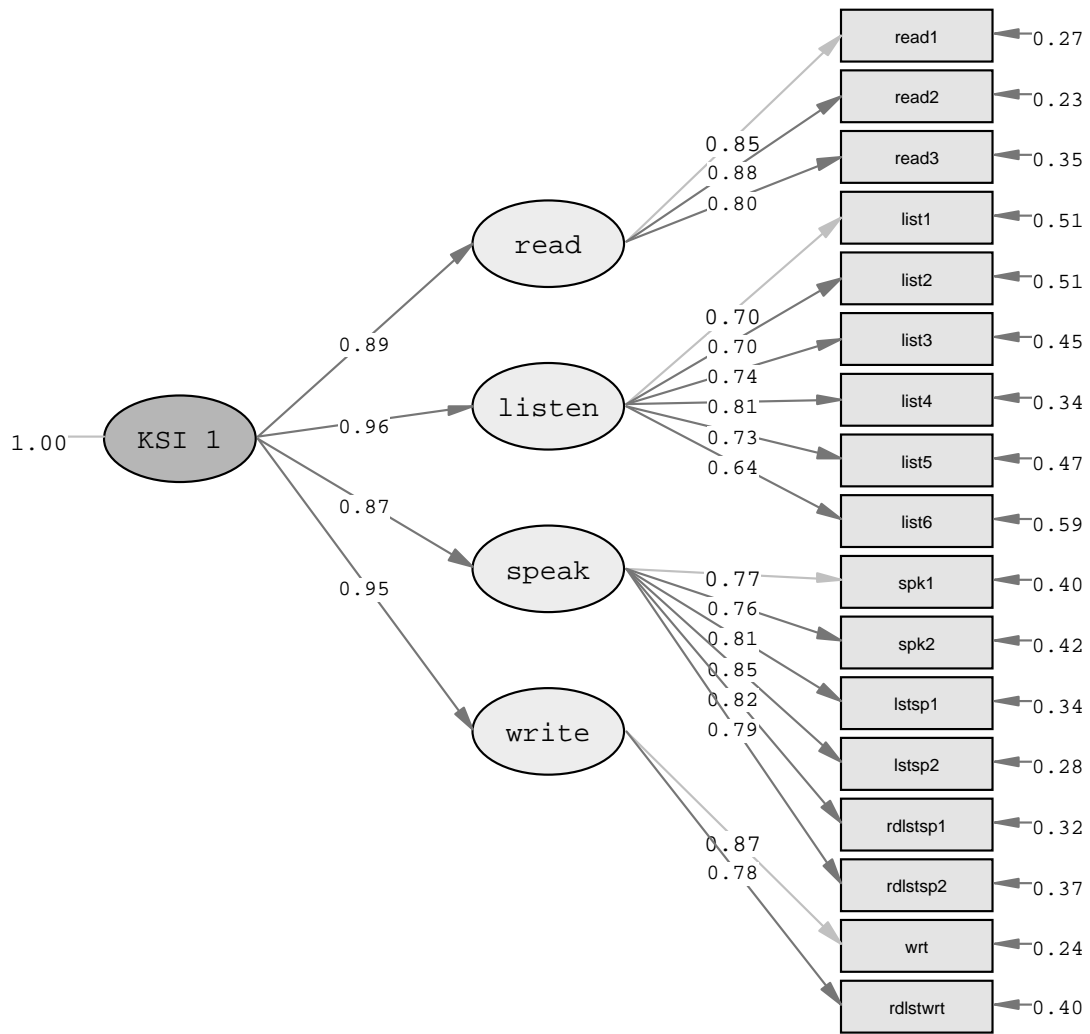 read1
0.27
read2
0.23
0.85
read3
0.35
0.88
0.80
list1
0.51
read
list2
0.51
0.70
list3
0.45
0.89
0.70
0.74
list4
0.34
listen
0.81
0.96
0.73
1.00
KSI 1
list5
0.47
0.64
0.87
list6
0.59
speak
0.77
spk1
0.40
0.95
0.76
0.81
spk2
0.42
0.85
0.82
lstsp1
0.34
0.79
write
lstsp2
0.28
rdlstsp1
0.32
0.87
0.78
rdlstsp2
0.37
wrt
0.24
rdlstwrt
0.40